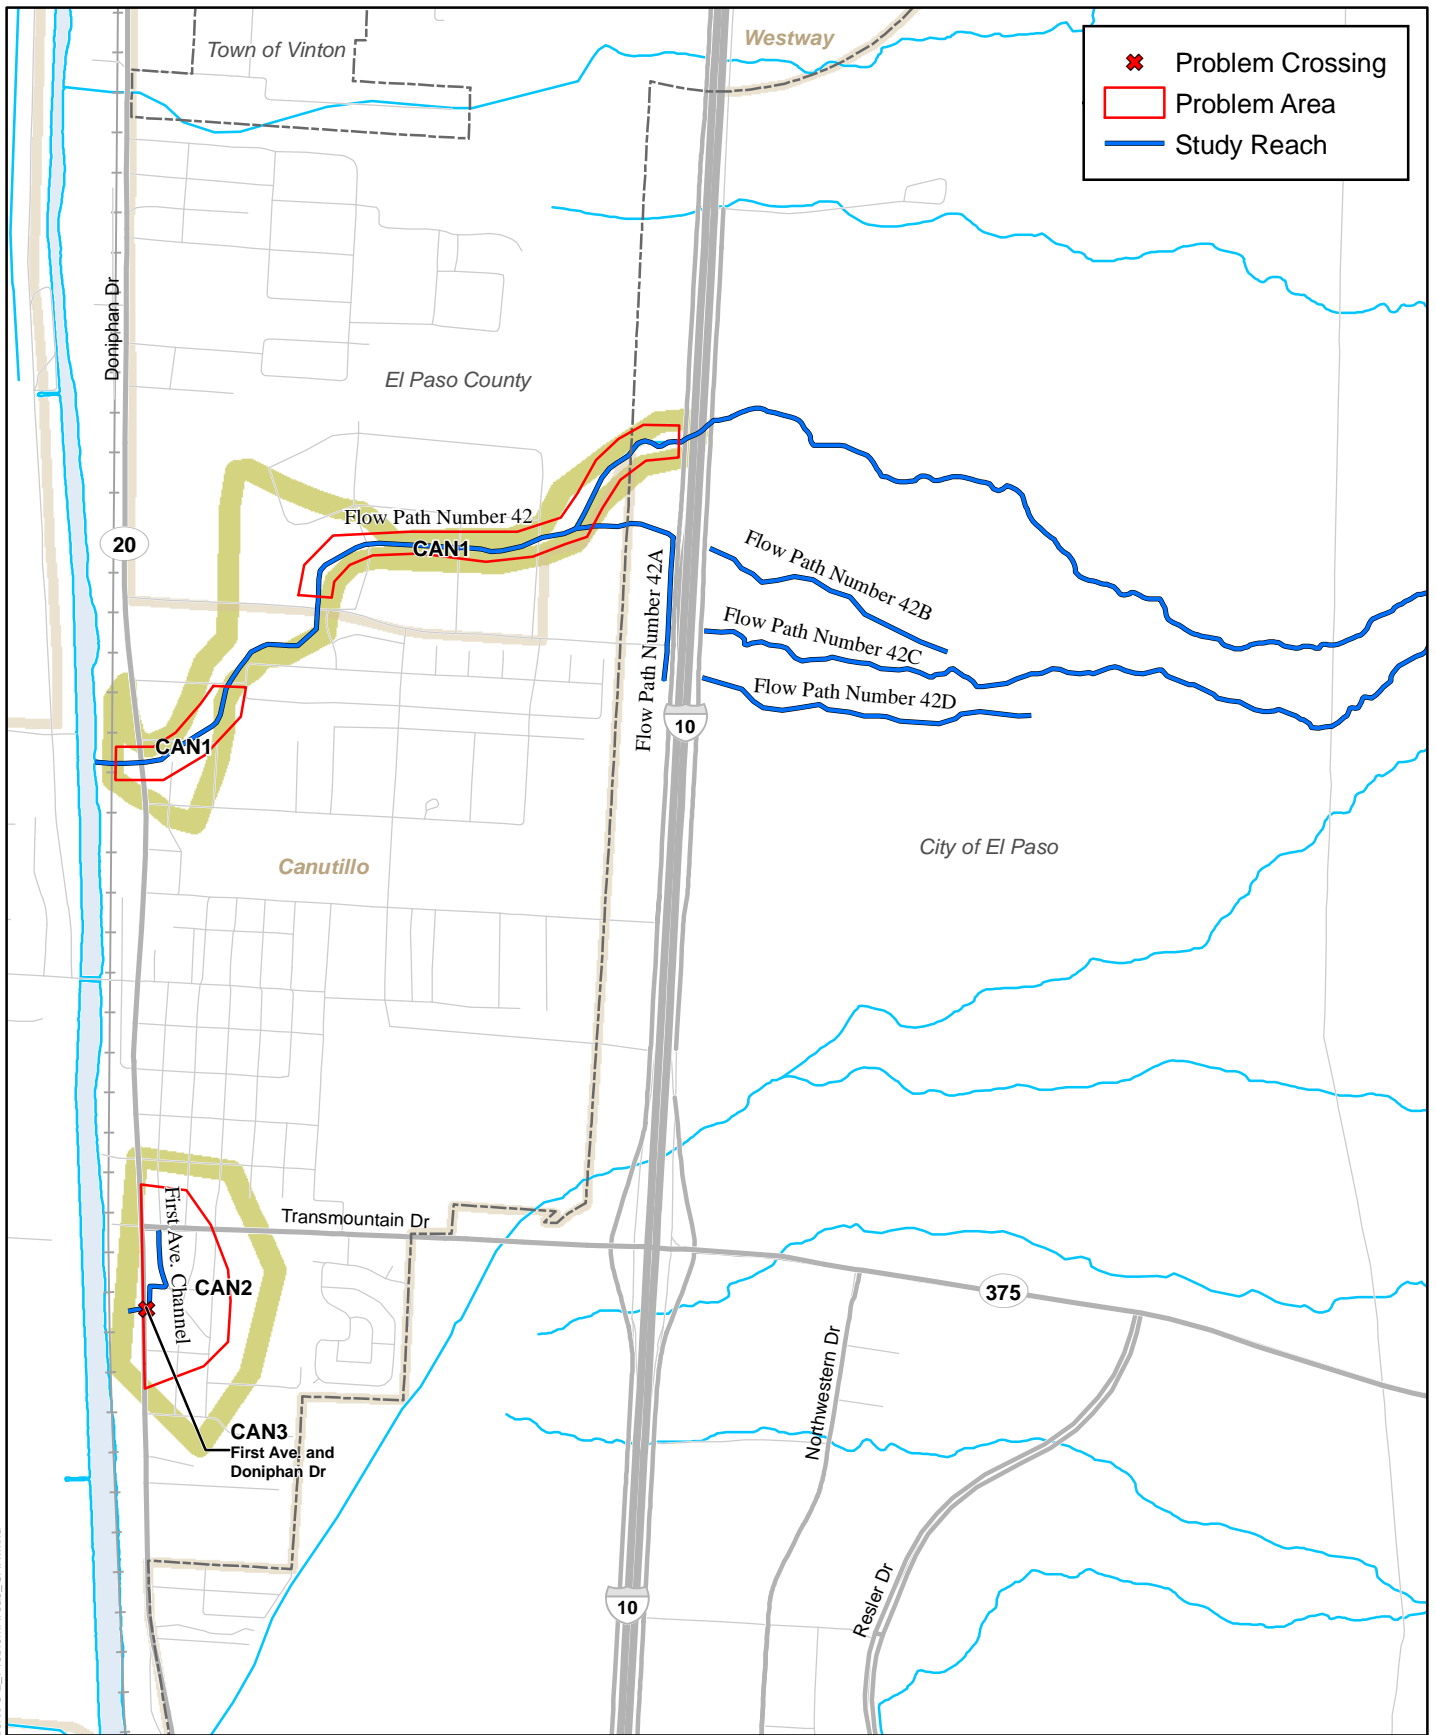 Town of Vinton
Westway
Problem Crossing
Problem Area
Study Reach
Doniphan Dr
El Paso County
Flow Path Number 42
CAN1
20
Flow Path Number 42A
Flow Path Number 42B
Flow Path Number 42C
Flow Path Number 42D
10
CAN1
Canutillo
City of El Paso
First Ave. Channel
Transmountain Dr
CAN2
375
Northwestern Dr
CAN3
First Ave. and
Doniphan Dr
Resler Dr
10